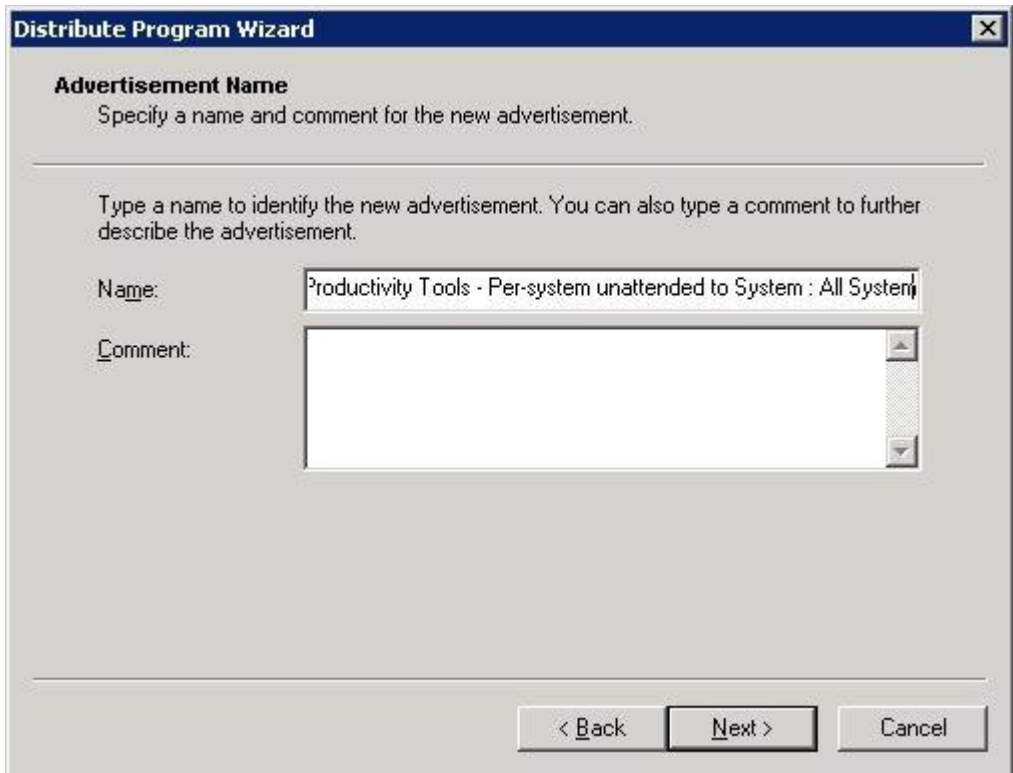 Distribute Program Wizard
Advertisement Name
Specify a name and comment for the new advertisement.
Type a name to identify the new advertisement. You can also type a comment to further
describe the advertisement.
Name:
Productivity Tools - Per-system unattended to System : All System
Comment:
< Back
Next >
Cancel